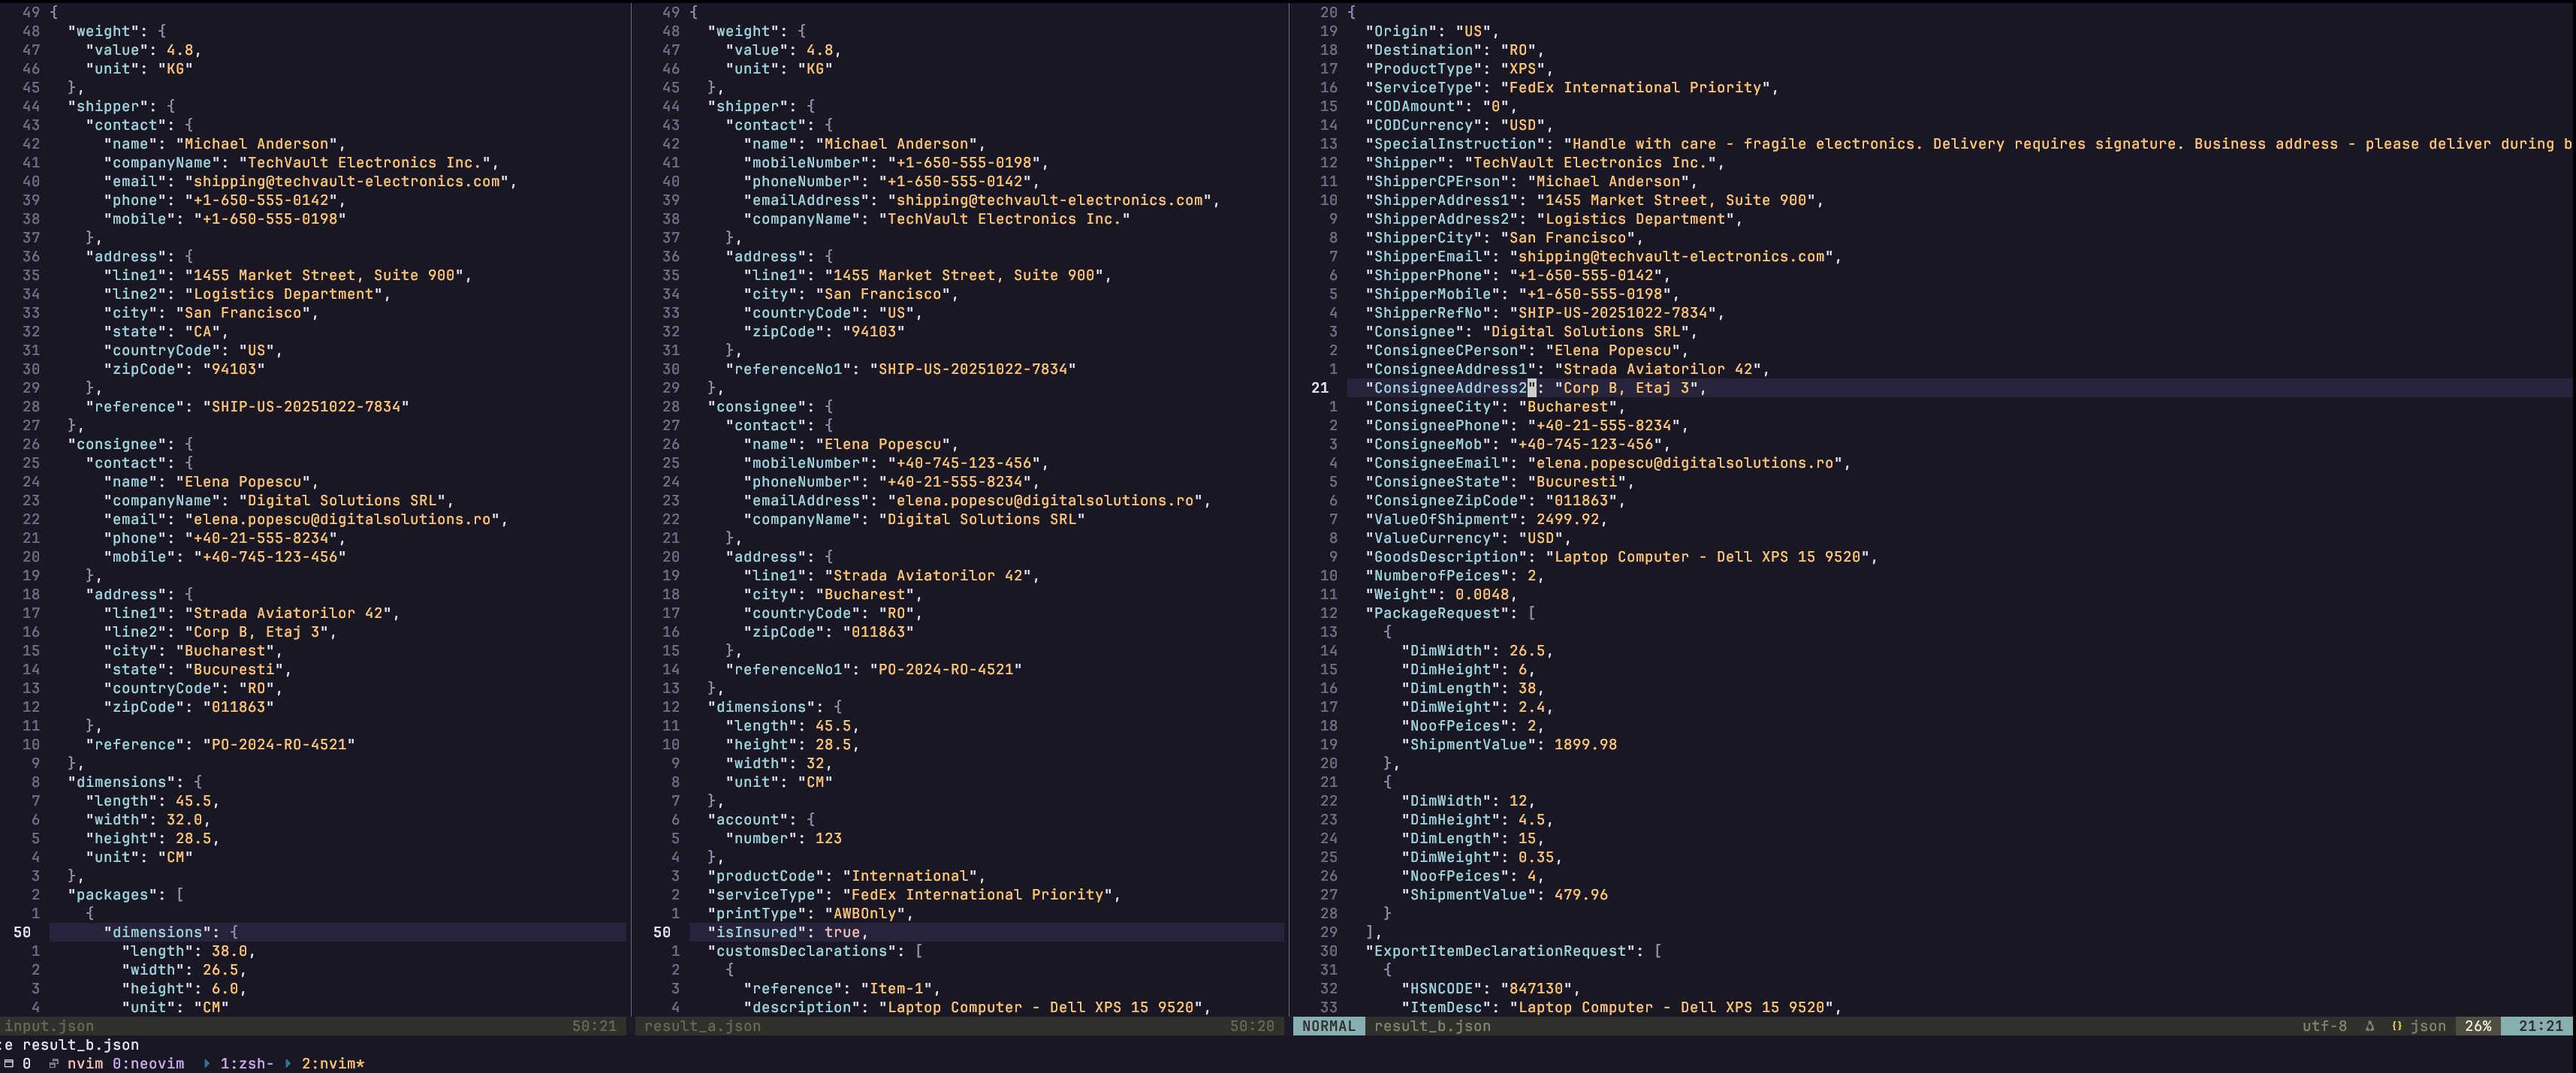 49 {
48 "weight": {
47 "value": 4.8,
46 "unit": "KG"
45 },
44 "shipper": {
43 "contact": {
42 "name": "Michael Anderson",
41 "companyName": "TechVault Electronics Inc.",
40 "email": "shipping@techvault-electronics.com",
39 "phone": "+1-650-555-0142",
38 "mobile": "+1-650-555-0198"
37 },
36 "address": {
35 "line1": "1455 Market Street, Suite 900",
34 "line2": "Logistics Department",
33 "city": "San Francisco",
32 "state": "CA",
31 "countryCode": "US",
30 "zipCode": "94103"
29 },
28 "reference": "SHIP-US-20251022-7834"
27 },
26 "consignee": {
25 "contact": {
24 "name": "Elena Popescu",
23 "companyName": "Digital Solutions SRL",
22 "email": "elena.popescu@digitalsolutions.ro",
21 "phone": "+40-21-555-8234",
20 "mobile": "+40-745-123-456"
19 },
18 "address": {
17 "line1": "Strada Aviatorilor 42",
16 "line2": "Corp B, Etaj 3",
15 "city": "Bucharest",
14 "state": "Bucuresti",
13 "countryCode": "RO",
12 "zipCode": "011863"
11 },
10 "reference": "PO-2024-RO-4521"
9 },
8 "dimensions": {
7 "length": 45.5,
6 "width": 32.0,
5 "height": 28.5,
4 "unit": "CM"
3 },
2 "packages": [
1 {
50 "dimensions": {
1 "length": 38.0,
2 "width": 26.5,
3 "height": 6.0,
4 "unit": "CM"
input.json 50:21
49 {
48 "weight": {
47 "value": 4.8,
46 "unit": "KG"
45 },
44 "shipper": {
43 "contact": {
42 "name": "Michael Anderson",
41 "mobileNumber": "+1-650-555-0198",
40 "phoneNumber": "+1-650-555-0142",
39 "emailAddress": "shipping@techvault-electronics.com",
38 "companyName": "TechVault Electronics Inc."
37 },
36 "address": {
35 "line1": "1455 Market Street, Suite 900",
34 "city": "San Francisco",
33 "countryCode": "US",
32 "zipCode": "94103"
31 },
30 "referenceNo1": "SHIP-US-20251022-7834"
29 },
28 "consignee": {
27 "contact": {
26 "name": "Elena Popescu",
25 "mobileNumber": "+40-745-123-456",
24 "phoneNumber": "+40-21-555-8234",
23 "emailAddress": "elena.popescu@digitalsolutions.ro",
22 "companyName": "Digital Solutions SRL"
21 },
20 "address": {
19 "line1": "Strada Aviatorilor 42",
18 "city": "Bucharest",
17 "countryCode": "RO",
16 "zipCode": "011863"
15 },
14 "referenceNo1": "PO-2024-RO-4521"
13 },
12 "dimensions": {
11 "length": 45.5,
10 "height": 28.5,
9 "width": 32,
8 "unit": "CM"
7 },
6 "account": {
5 "number": 123
4 },
3 "productCode": "International",
2 "serviceType": "FedEx International Priority",
1 "printType": "AWBOnly",
50 "isInsured": true,
1 "customsDeclarations": [
2 {
3 "reference": "Item-1",
4 "description": "Laptop Computer - Dell XPS 15 9520",
result_a.json 50:20
20 {
19 "Origin": "US",
18 "Destination": "RO",
17 "ProductType": "XPS",
16 "ServiceType": "FedEx International Priority",
15 "CODAmount": "0",
14 "CODCurrency": "USD",
13 "SpecialInstruction": "Handle with care - fragile electronics. Delivery requires signature. Business address - please deliver during b
12 "Shipper": "TechVault Electronics Inc.",
11 "ShipperCPErson": "Michael Anderson",
10 "ShipperAddress1": "1455 Market Street, Suite 900",
9 "ShipperAddress2": "Logistics Department",
8 "ShipperCity": "San Francisco",
7 "ShipperEmail": "shipping@techvault-electronics.com",
6 "ShipperPhone": "+1-650-555-0142",
5 "ShipperMobile": "+1-650-555-0198",
4 "ShipperRefNo": "SHIP-US-20251022-7834",
3 "Consignee": "Digital Solutions SRL",
2 "ConsigneeCPerson": "Elena Popescu",
1 "ConsigneeAddress1": "Strada Aviatorilor 42",
21 "ConsigneeAddress2": "Corp B, Etaj 3",
1 "ConsigneeCity": "Bucharest",
2 "ConsigneePhone": "+40-21-555-8234",
3 "ConsigneeMob": "+40-745-123-456",
4 "ConsigneeEmail": "elena.popescu@digitalsolutions.ro",
5 "ConsigneeState": "Bucuresti",
6 "ConsigneeZipCode": "011863",
7 "ValueOfShipment": 2499.92,
8 "ValueCurrency": "USD",
9 "GoodsDescription": "Laptop Computer - Dell XPS 15 9520",
10 "NumberofPeices": 2,
11 "Weight": 0.0048,
12 "PackageRequest": [
13 {
14 "DimWidth": 26.5,
15 "DimHeight": 6,
16 "DimLength": 38,
17 "DimWeight": 2.4,
18 "NoofPeices": 2,
19 "ShipmentValue": 1899.98
20 },
21 {
22 "DimWidth": 12,
23 "DimHeight": 4.5,
24 "DimLength": 15,
25 "DimWeight": 0.35,
26 "NoofPeices": 4,
27 "ShipmentValue": 479.96
28 }
29 ],
30 "ExportItemDeclarationRequest": [
31 {
32 "HSNCODE": "847130",
33 "ItemDesc": "Laptop Computer - Dell XPS 15 9520",
NORMAL result_b.json utf-8 {} json 26% 21:21
:e result_b.json
0 nvim 0:neovim 1:zsh- 2:nvim*